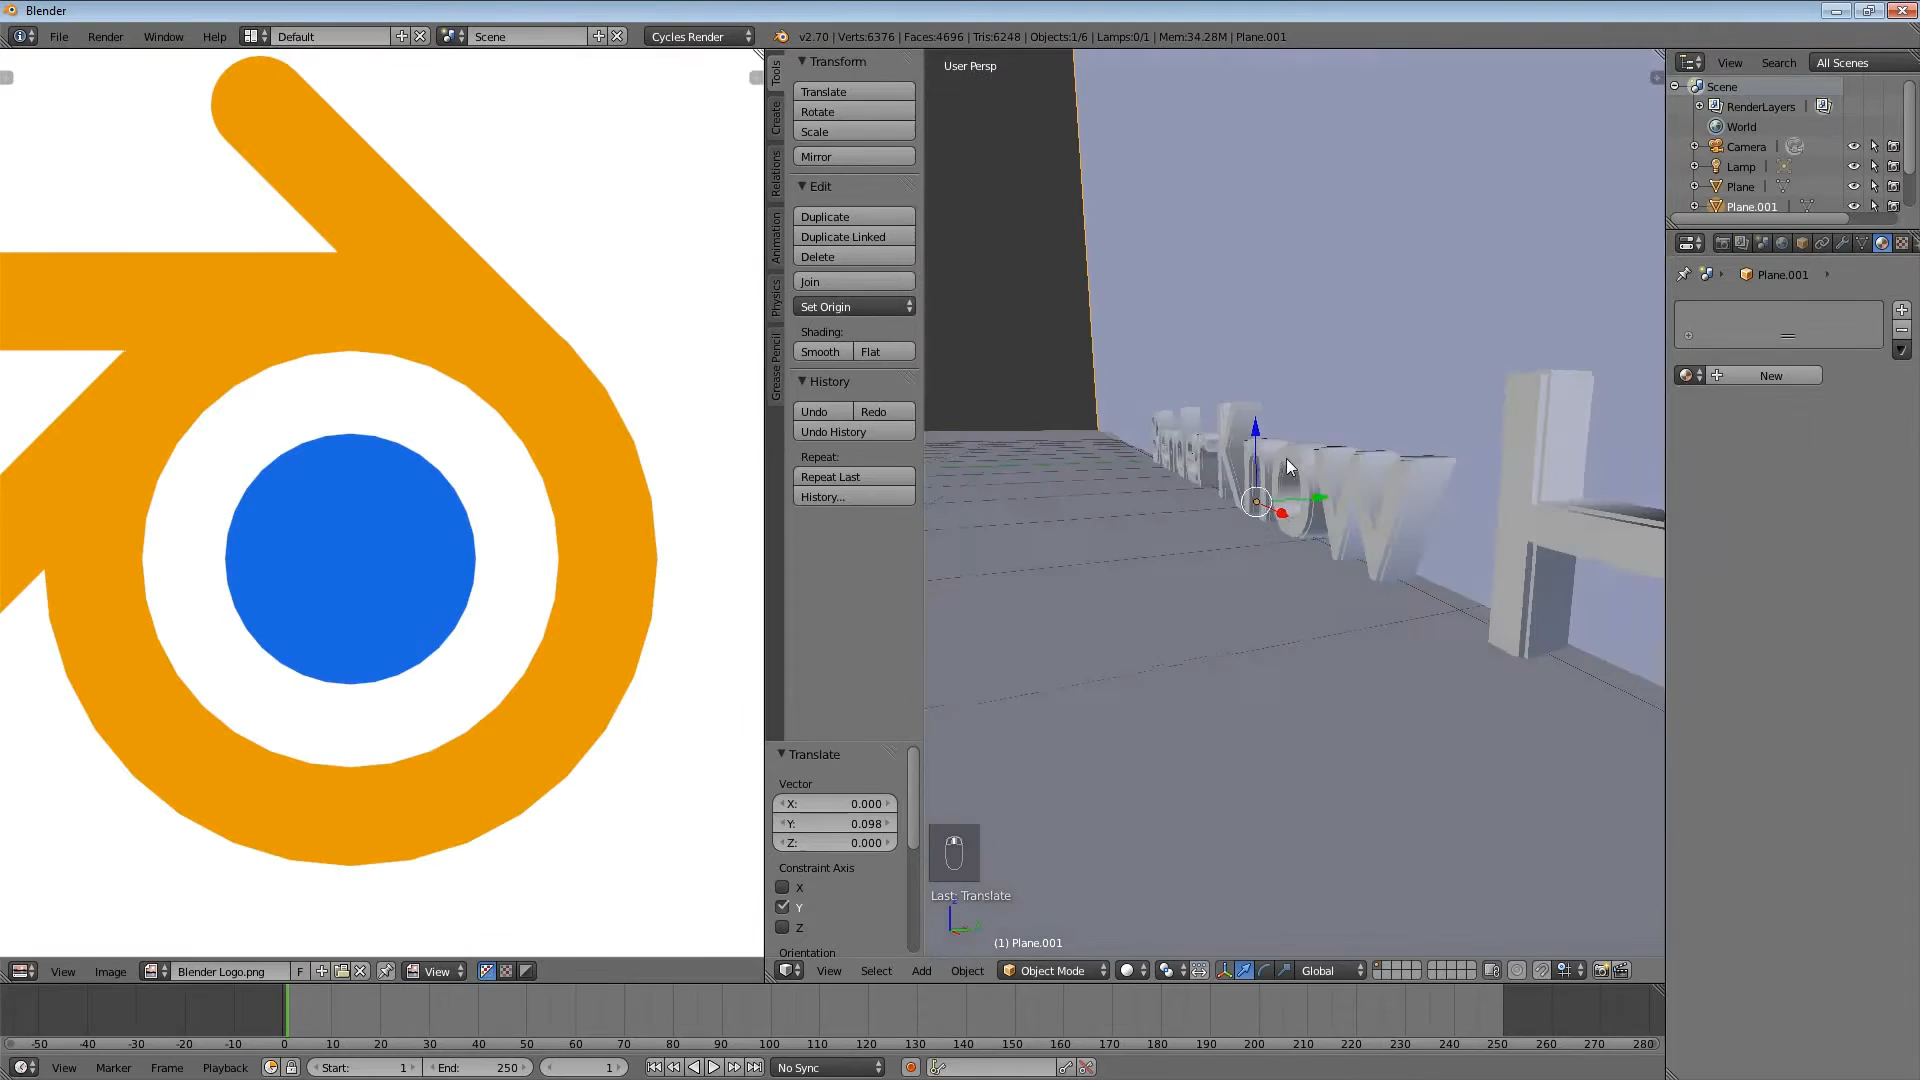 Blender
File Render Window Help Default Scene Cycles Render v2.70 | Verts:6376 | Faces:4696 | Tris:6248 | Objects:1/6 | Lamps:0/1 | Mem:34.28M | Plane.001
Tools
Create
Relations
Animation
Physics
Grease Pencil
Transform
Translate
Rotate
Scale
Mirror
Edit
Duplicate
Duplicate Linked
Delete
Join
Set Origin
Shading:
Smooth Flat
History
Undo Redo
Undo History
Repeat:
Repeat Last
History...
Translate
Vector
X: 0.000
Y: 0.098
Z: 0.000
Constraint Axis
X
Y
Z
Orientation
User Persp
Last: Translate
(1) Plane.001
View Search All Scenes
Scene
RenderLayers
World
Camera
Lamp
Plane
Plane.001
Plane.001
New
View Image Blender Logo.png F View
View Select Add Object Object Mode Global
-50 -40 -30 -20 -10 0 10 20 30 40 50 60 70 80 90 100 110 120 130 140 150 160 170 180 190 200 210 220 230 240 250 260 270 280
View Marker Frame Playback Start: 1 End: 250 1 No Sync